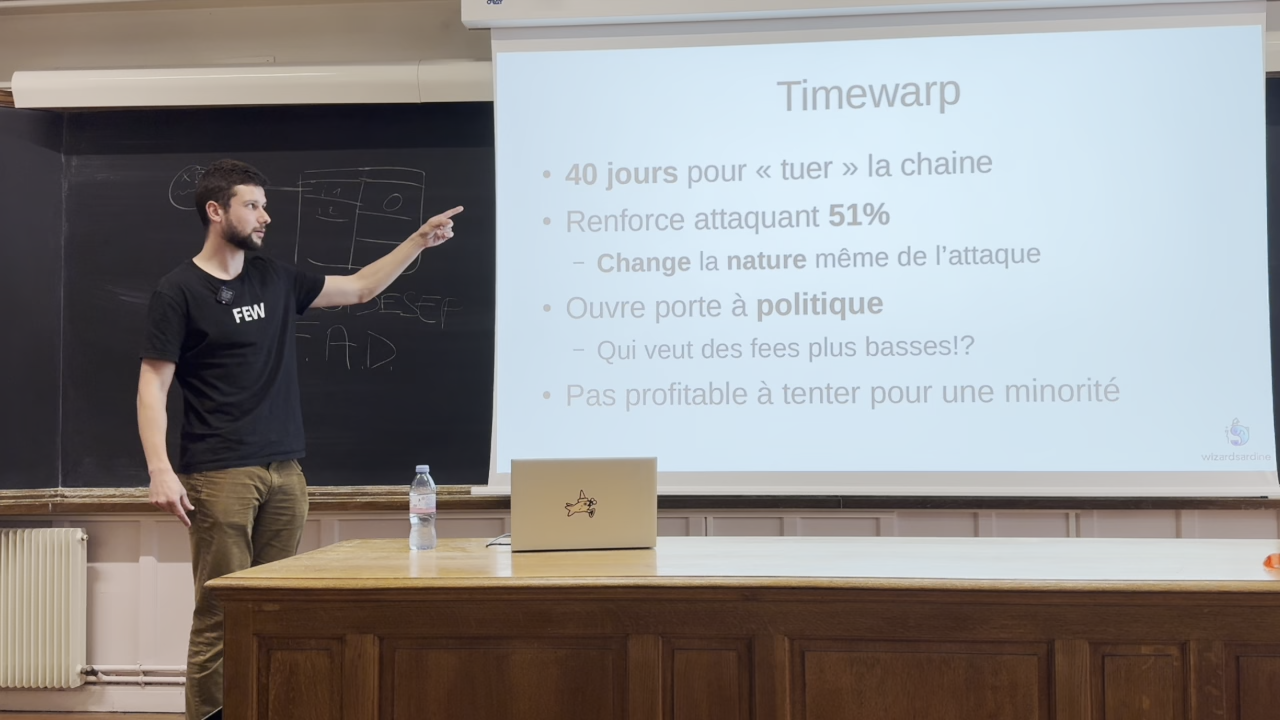 Timewarp
• 40 jours pour « tuer » la chaine
• Renforce attaquant 51%
– Change la nature même de l’attaque
• Ouvre porte à politique
– Qui veut des fees plus basses!?
• Pas profitable à tenter pour une minorité
wizardsardine
FEW
F.A.D.